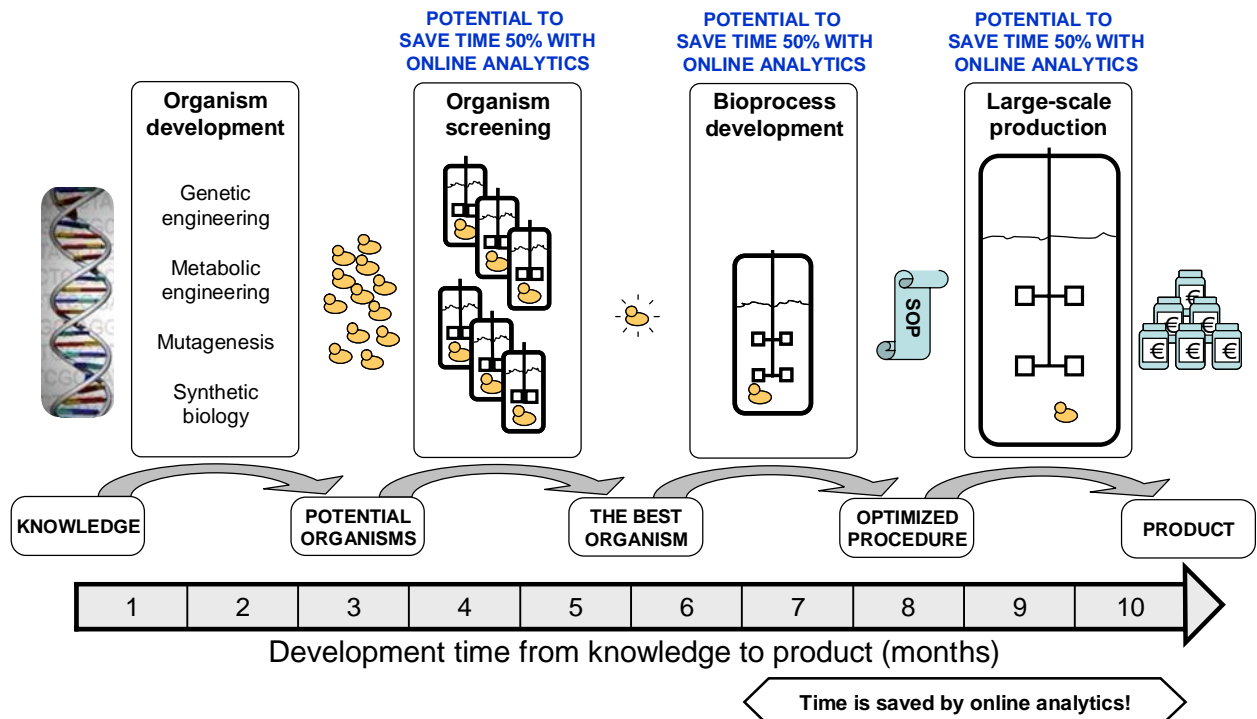 POTENTIAL TO
SAVE TIME 50% WITH
ONLINE ANALYTICS
POTENTIAL TO
SAVE TIME 50% WITH
ONLINE ANALYTICS
POTENTIAL TO
SAVE TIME 50% WITH
ONLINE ANALYTICS
Organism
development
Genetic
engineering
Metabolic
engineering
Mutagenesis
Synthetic
biology
Organism
screening
Bioprocess
development
SOP
Large-scale
production
€
€ €
€ € €
KNOWLEDGE
POTENTIAL
ORGANISMS
THE BEST
ORGANISM
OPTIMIZED
PROCEDURE
PRODUCT
1 2 3 4 5 6 7 8 9 10
Development time from knowledge to product (months)
Time is saved by online analytics!